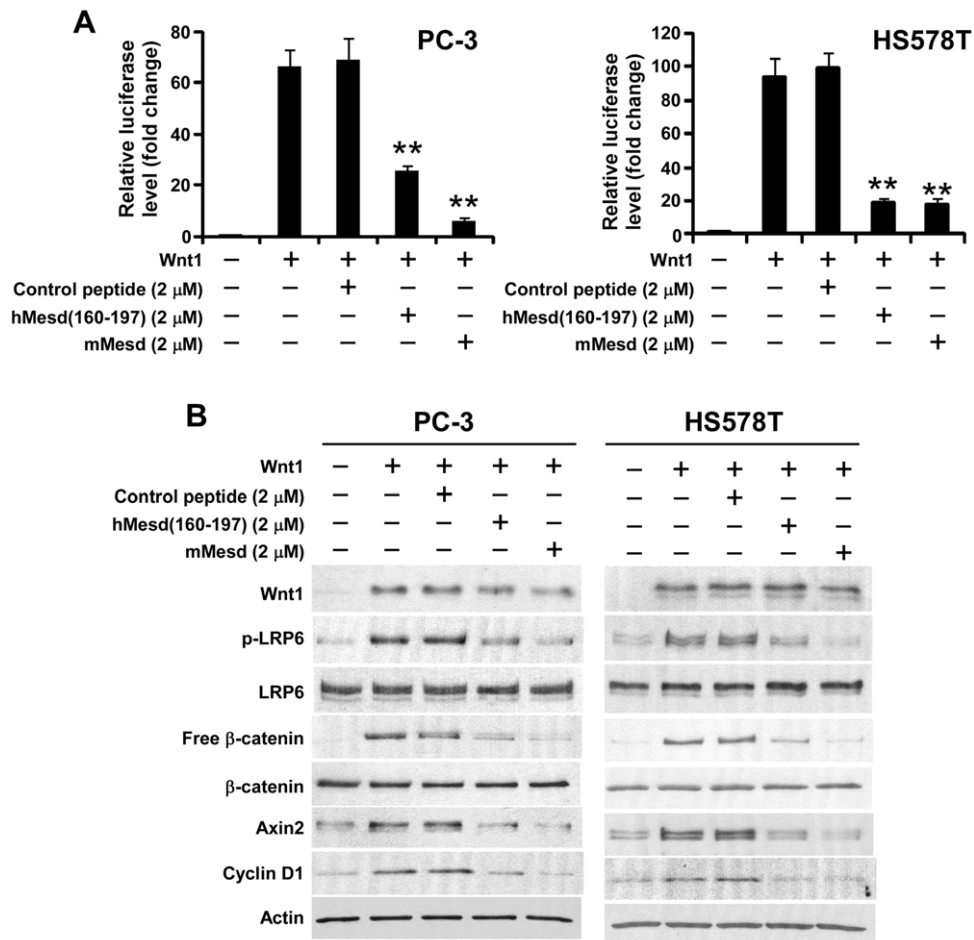 A
PC-3
HS578T
Relative luciferase
level (fold change)
80
60
40
20
0
Relative luciferase
level (fold change)
120
100
80
60
40
20
0
**
**
**
**
Wnt1 – + + + +
Control peptide (2 μM) – – + – –
hMesd(160-197) (2 μM) – – – + –
mMesd (2 μM) – – – – +
Wnt1 – + + + +
Control peptide (2 μM) – – + – –
hMesd(160-197) (2 μM) – – – + –
mMesd (2 μM) – – – – +
B
PC-3
HS578T
Wnt1 – + + + + – + + + +
Control peptide (2 μM) – – + – – – – + – –
hMesd(160-197) (2 μM) – – – + – – – – + –
mMesd (2 μM) – – – – + – – – – +
Wnt1
p-LRP6
LRP6
Free β-catenin
β-catenin
Axin2
Cyclin D1
Actin